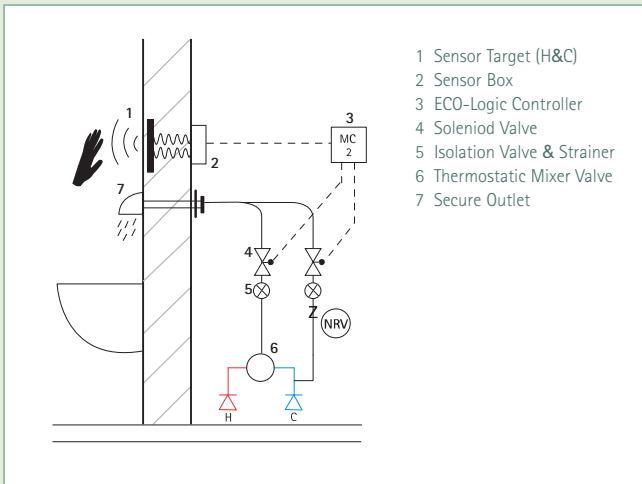 1 Sensor Target (H&C)
2 Sensor Box
3 ECO-Logic Controller
4 Soleniod Valve
5 Isolation Valve & Strainer
6 Thermostatic Mixer Valve
7 Secure Outlet
1
3
MC
2
2
7
4
5
Z
NRV
6
H
C